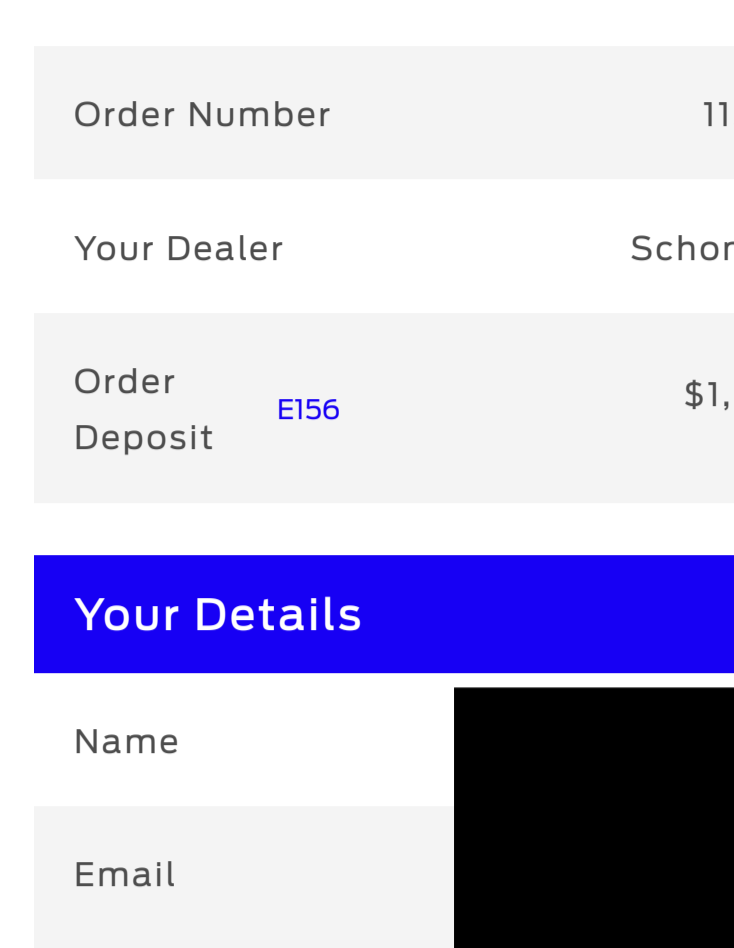 Order Number 11
Your Dealer Schor
Order
Deposit E156 $1,
Your Details
Name
Email